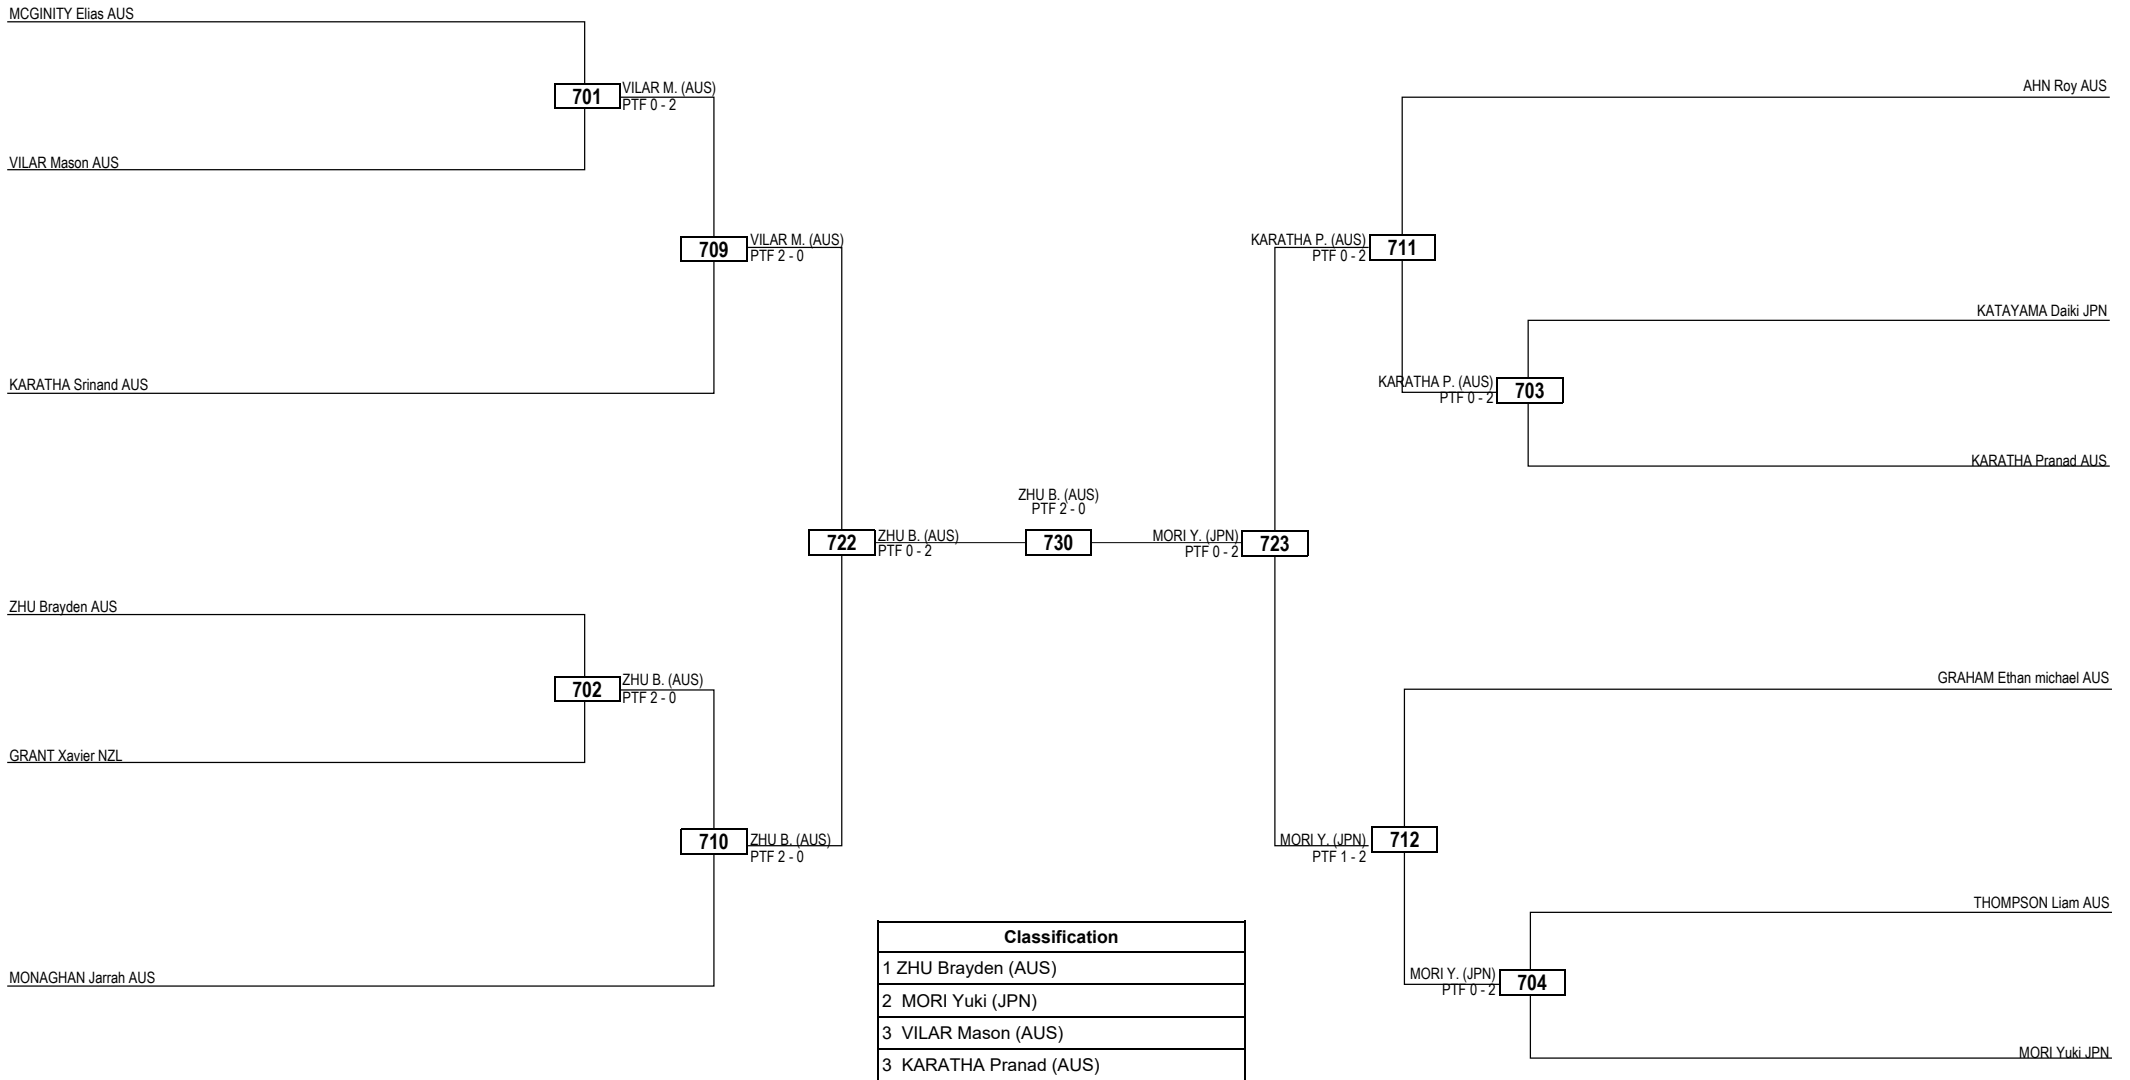 MCGINITY Elias AUS
701
VILAR M. (AUS)
PTF 0 - 2
VILAR Mason AUS
709
VILAR M. (AUS)
PTF 2 - 0
KARATHA Srinand AUS
722
ZHU B. (AUS)
PTF 0 - 2
ZHU Brayden AUS
702
ZHU B. (AUS)
PTF 2 - 0
GRANT Xavier NZL
710
ZHU B. (AUS)
PTF 2 - 0
MONAGHAN Jarrah AUS
ZHU B. (AUS)
PTF 2 - 0
730
AHN Roy AUS
KARATHA P. (AUS)
PTF 0 - 2
711
KATAYAMA Daiki JPN
KARATHA P. (AUS)
PTF 0 - 2
703
KARATHA Pranad AUS
MORI Y. (JPN)
PTF 0 - 2
723
GRAHAM Ethan michael AUS
MORI Y. (JPN)
PTF 1 - 2
712
THOMPSON Liam AUS
MORI Y. (JPN)
PTF 0 - 2
704
MORI Yuki JPN
Classification
1 ZHU Brayden (AUS)
2 MORI Yuki (JPN)
3 VILAR Mason (AUS)
3 KARATHA Pranad (AUS)